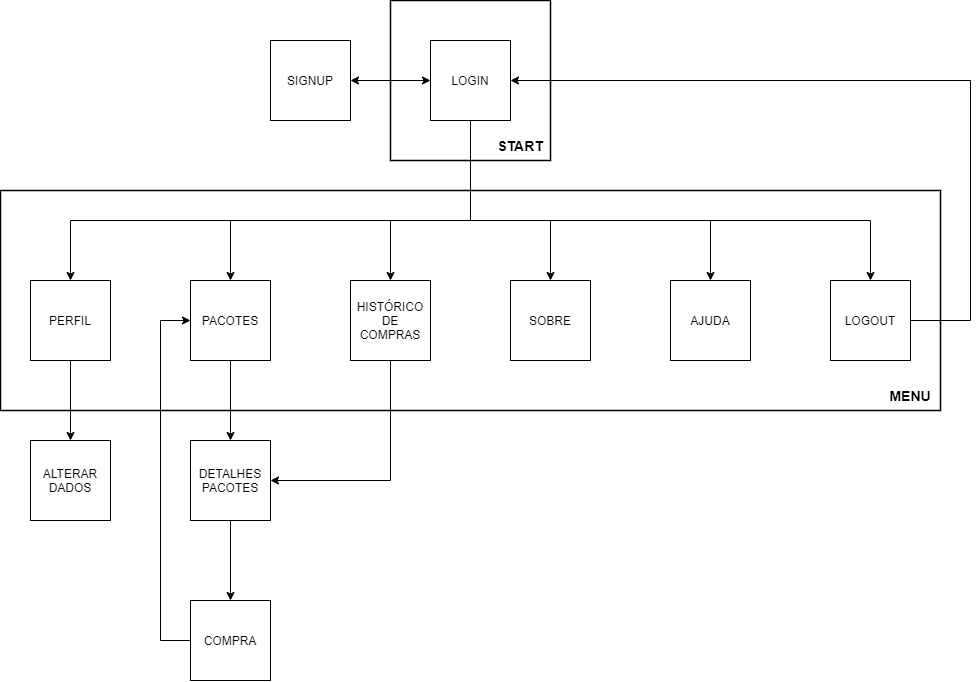 SIGNUP
LOGIN
START
PERFIL
PACOTES
HISTÓRICO
DE
COMPRAS
SOBRE
AJUDA
LOGOUT
MENU
ALTERAR
DADOS
DETALHES
PACOTES
COMPRA